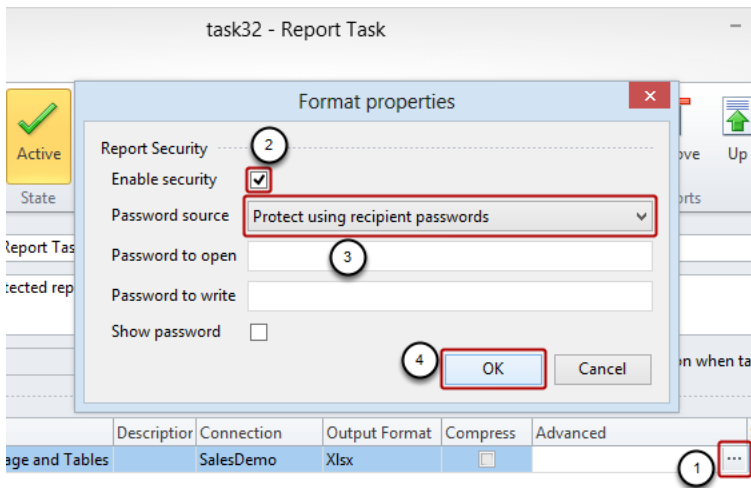 task32 - Report Task
Format properties
Active
State
Report Security
2
Enable security
Password source
Protect using recipient passwords
Password to open
3
Password to write
Show password
4
OK
Cancel
ove
Up
orts
Report Tas
tected rep
on when ta
Description
Connection
Output Format
Compress
Advanced
age and Tables
SalesDemo
Xlsx
1
...